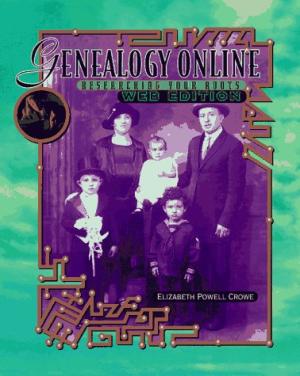 GENEALOGY ONLINE
RESEARCHING YOUR ROOTS
WEB EDITION
ELIZABETH POWELL CROWE